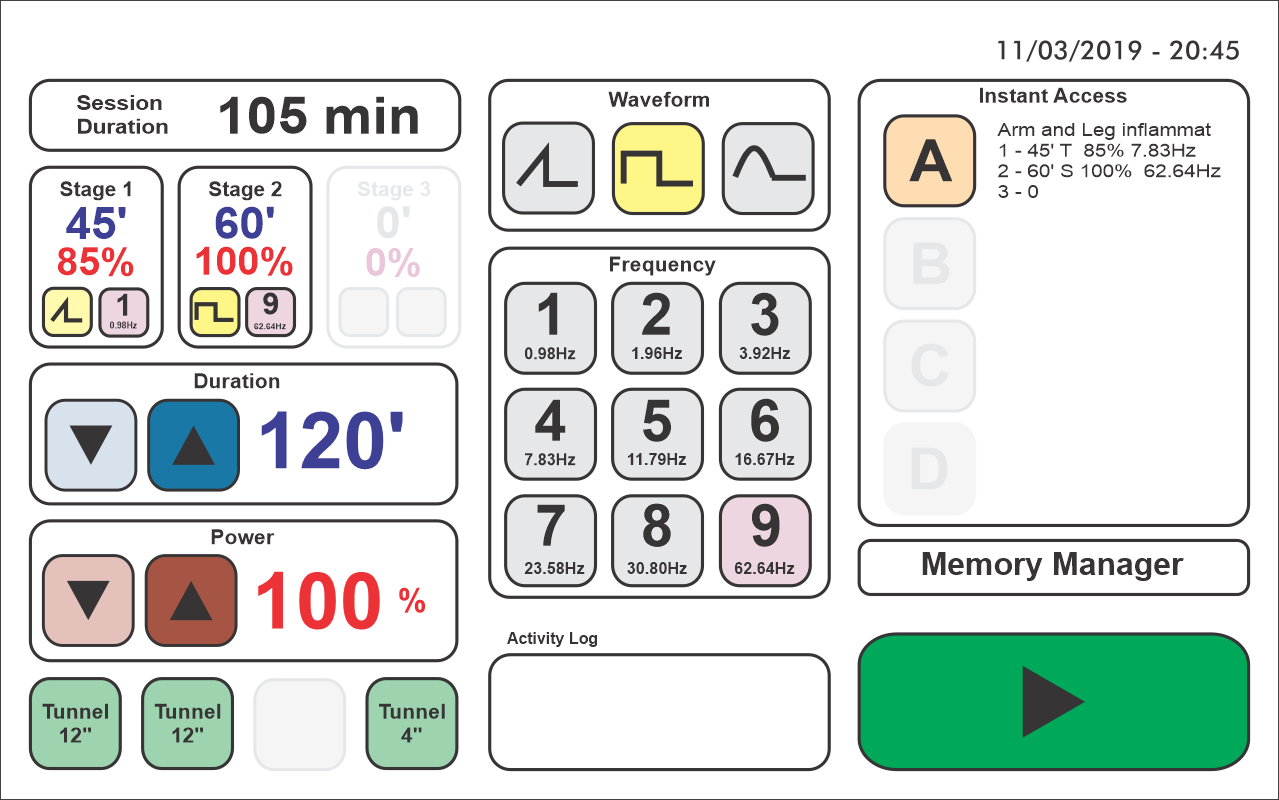 11/03/2019 - 20:45
Session
Duration
105 min
Stage 1
45'
85%
1
0.98Hz
Stage 2
60'
100%
9
62.64Hz
Stage 3
0'
0%
Duration
120'
Power
100 %
Tunnel
12"
Tunnel
12"
Tunnel
4"
Waveform
Frequency
1
0.98Hz
2
1.96Hz
3
3.92Hz
4
7.83Hz
5
11.79Hz
6
16.67Hz
7
23.58Hz
8
30.80Hz
9
62.64Hz
Activity Log
Instant Access
A
Arm and Leg inflammat
1 - 45' T 85% 7.83Hz
2 - 60' S 100% 62.64Hz
3 - 0
B
C
D
Memory Manager